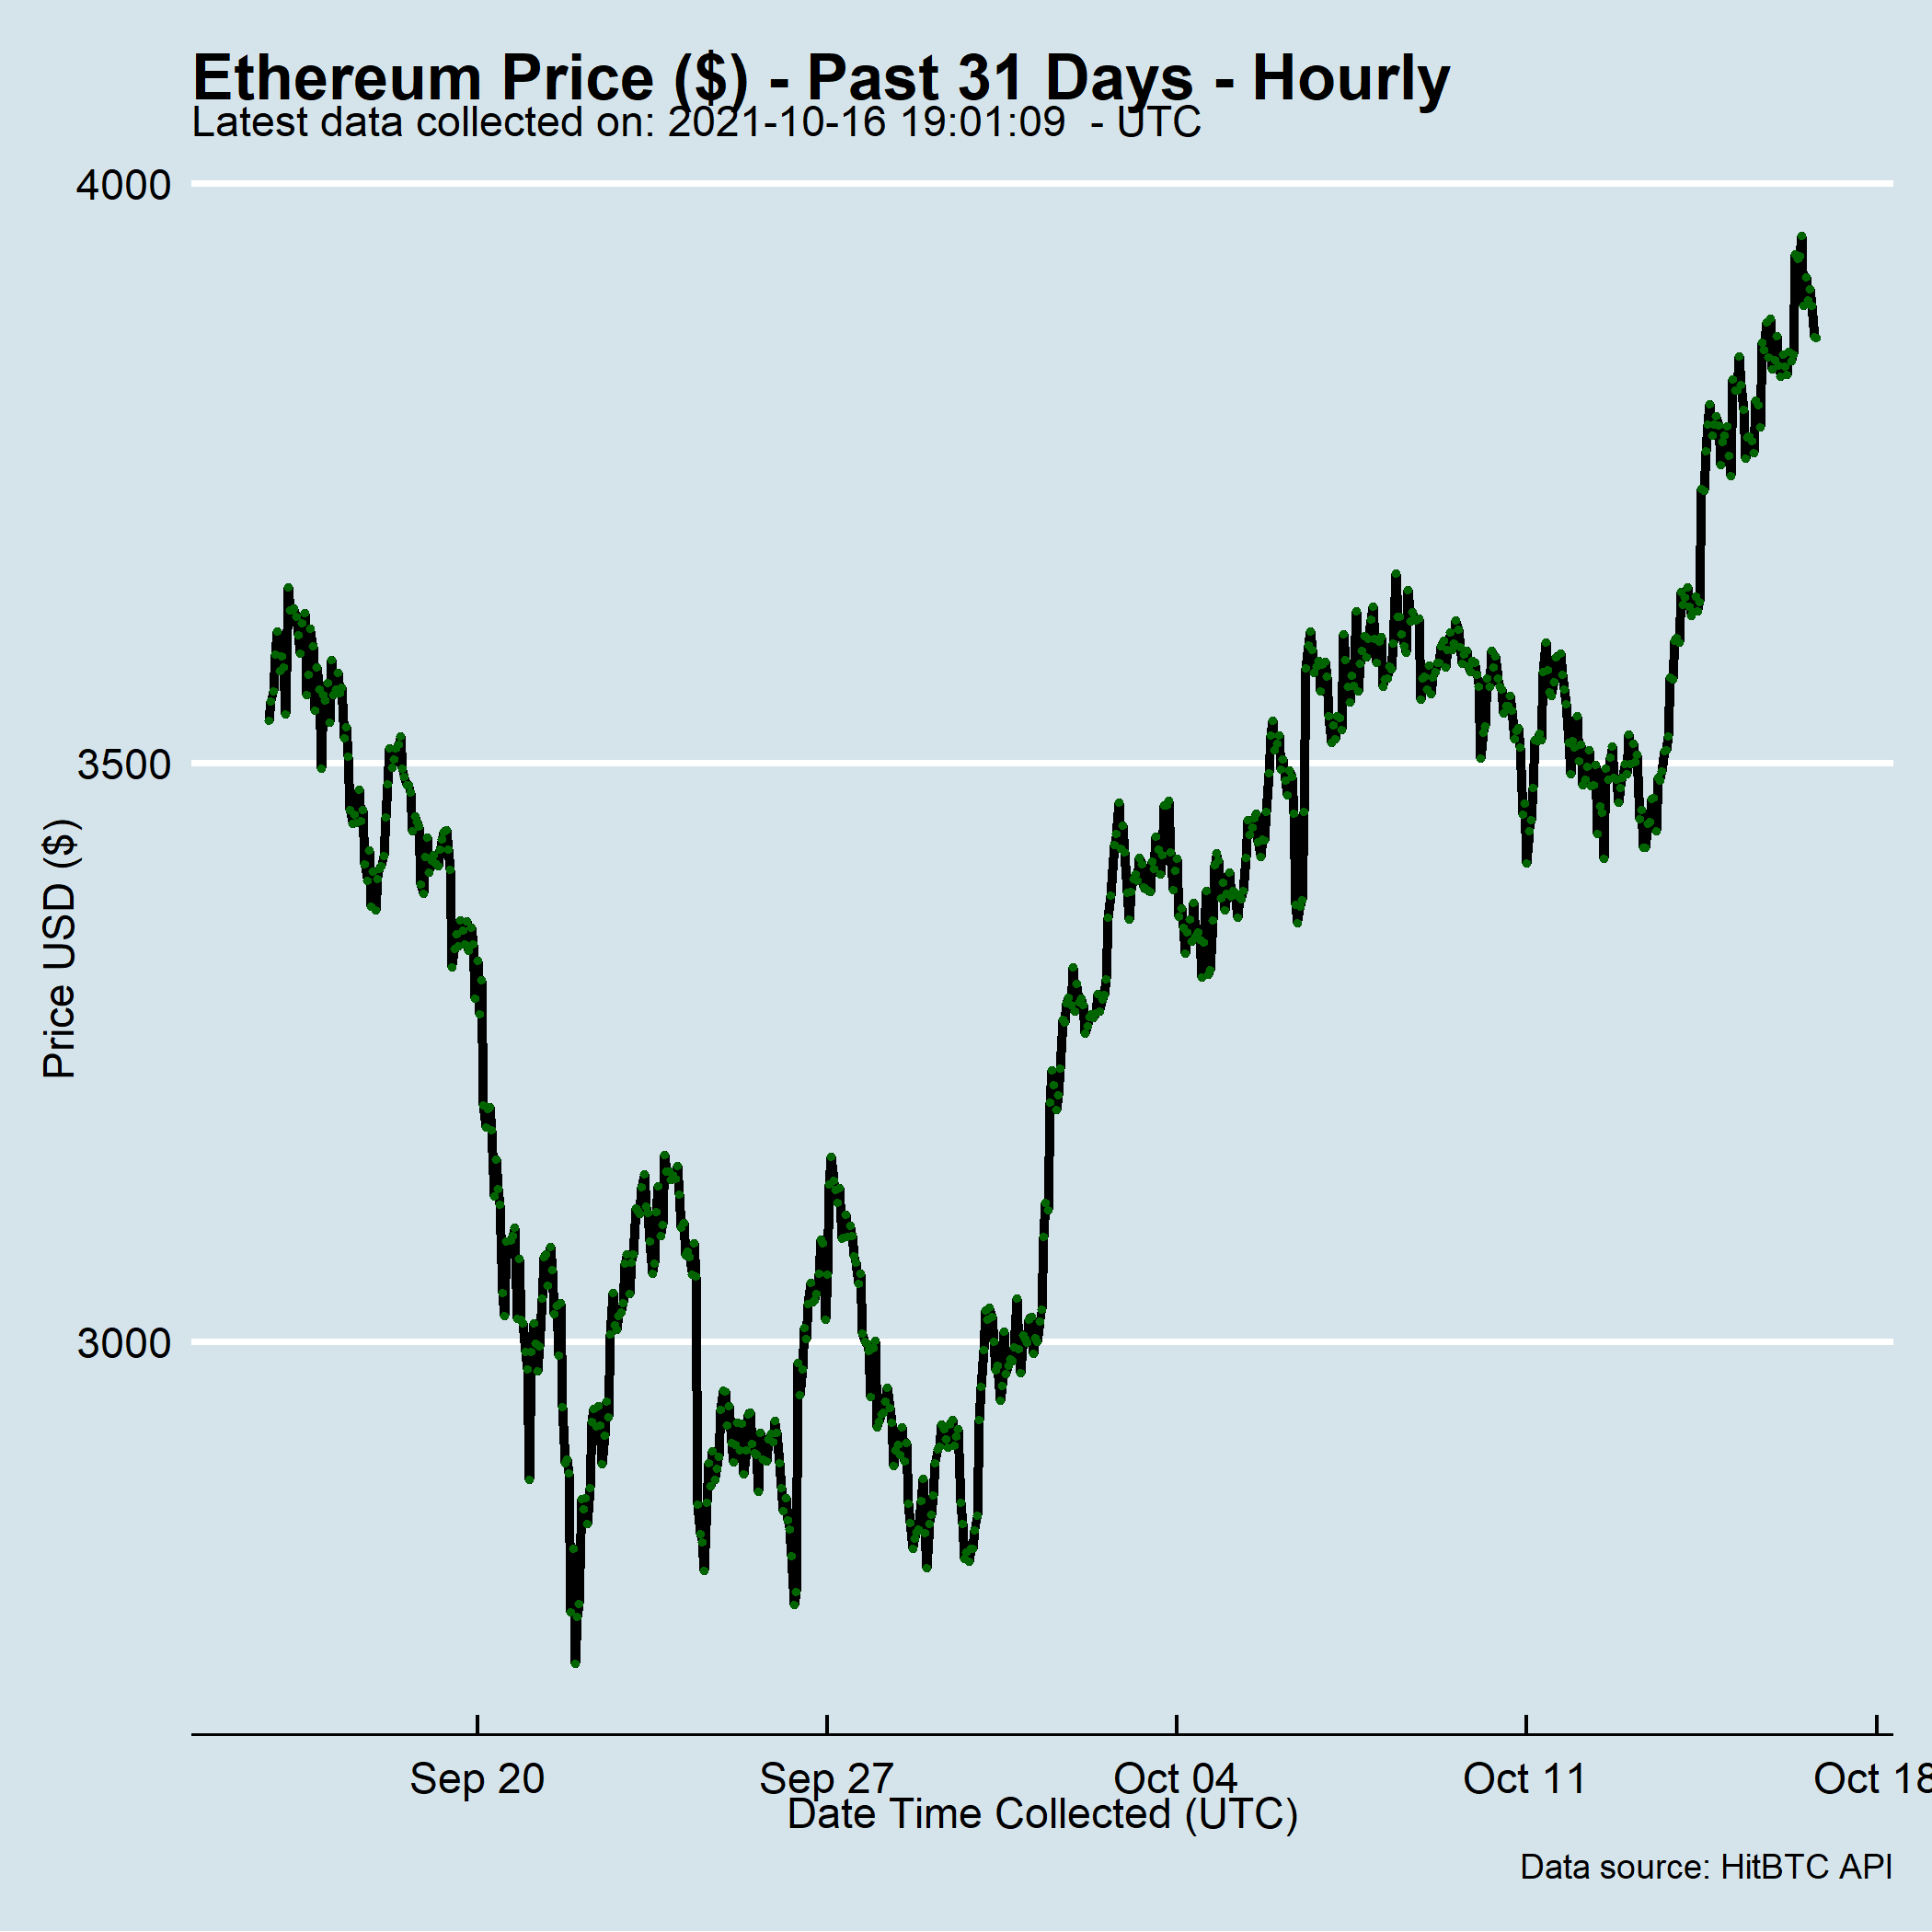 Ethereum Price ($) - Past 31 Days - Hourly
Latest data collected on: 2021-10-16 19:01:09  - UTC
4000
3500
3000
Price USD ($)
Sep 20 Sep 27 Oct 04 Oct 11 Oct 18
Date Time Collected (UTC)
Data source: HitBTC API